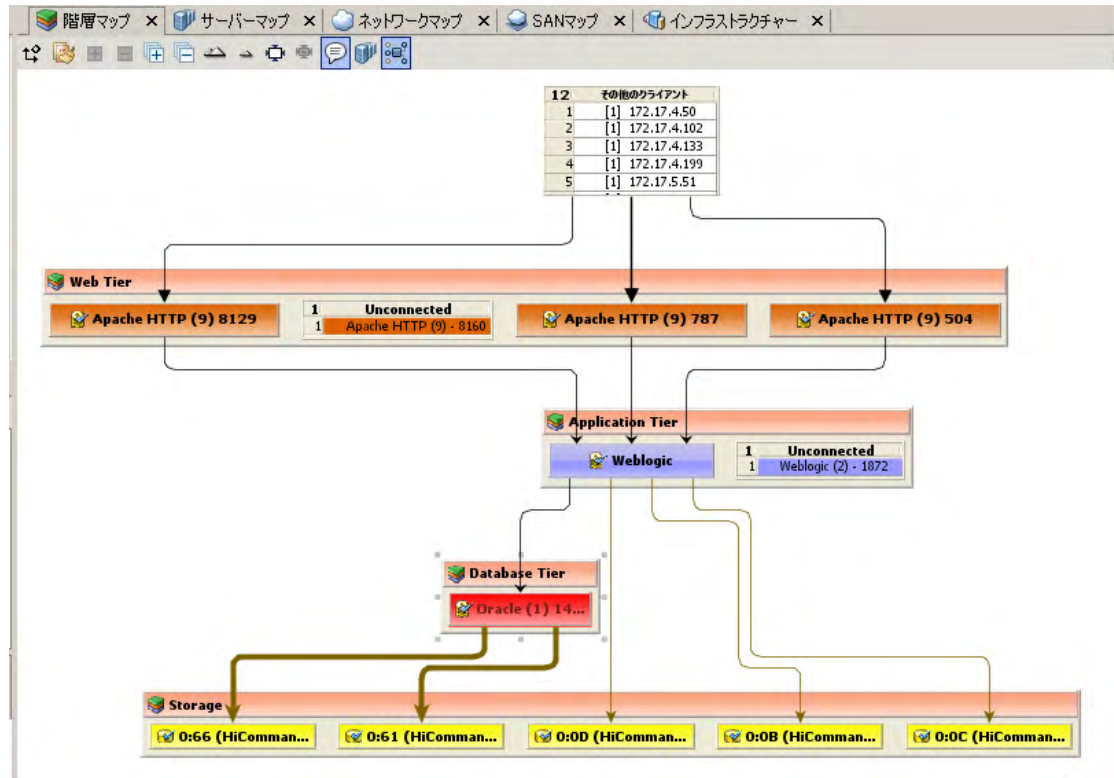 階層マップ サーバーマップ ネットワークマップ SANマップ インフラストラクチャー
12 その他のクライアント
1 [1] 172.17.4.50
2 [1] 172.17.4.102
3 [1] 172.17.4.133
4 [1] 172.17.4.199
5 [1] 172.17.5.51
Web Tier
Apache HTTP (9) 8129
1 Unconnected
1 Apache HTTP (9) - 8160
Apache HTTP (9) 787
Apache HTTP (9) 504
Application Tier
Weblogic
1 Unconnected
1 Weblogic (2) - 1872
Database Tier
Oracle (1) 14...
Storage
0:66 (HiComman...
0:61 (HiComman...
0:0D (HiComman...
0:0B (HiComman...
0:0C (HiComman...